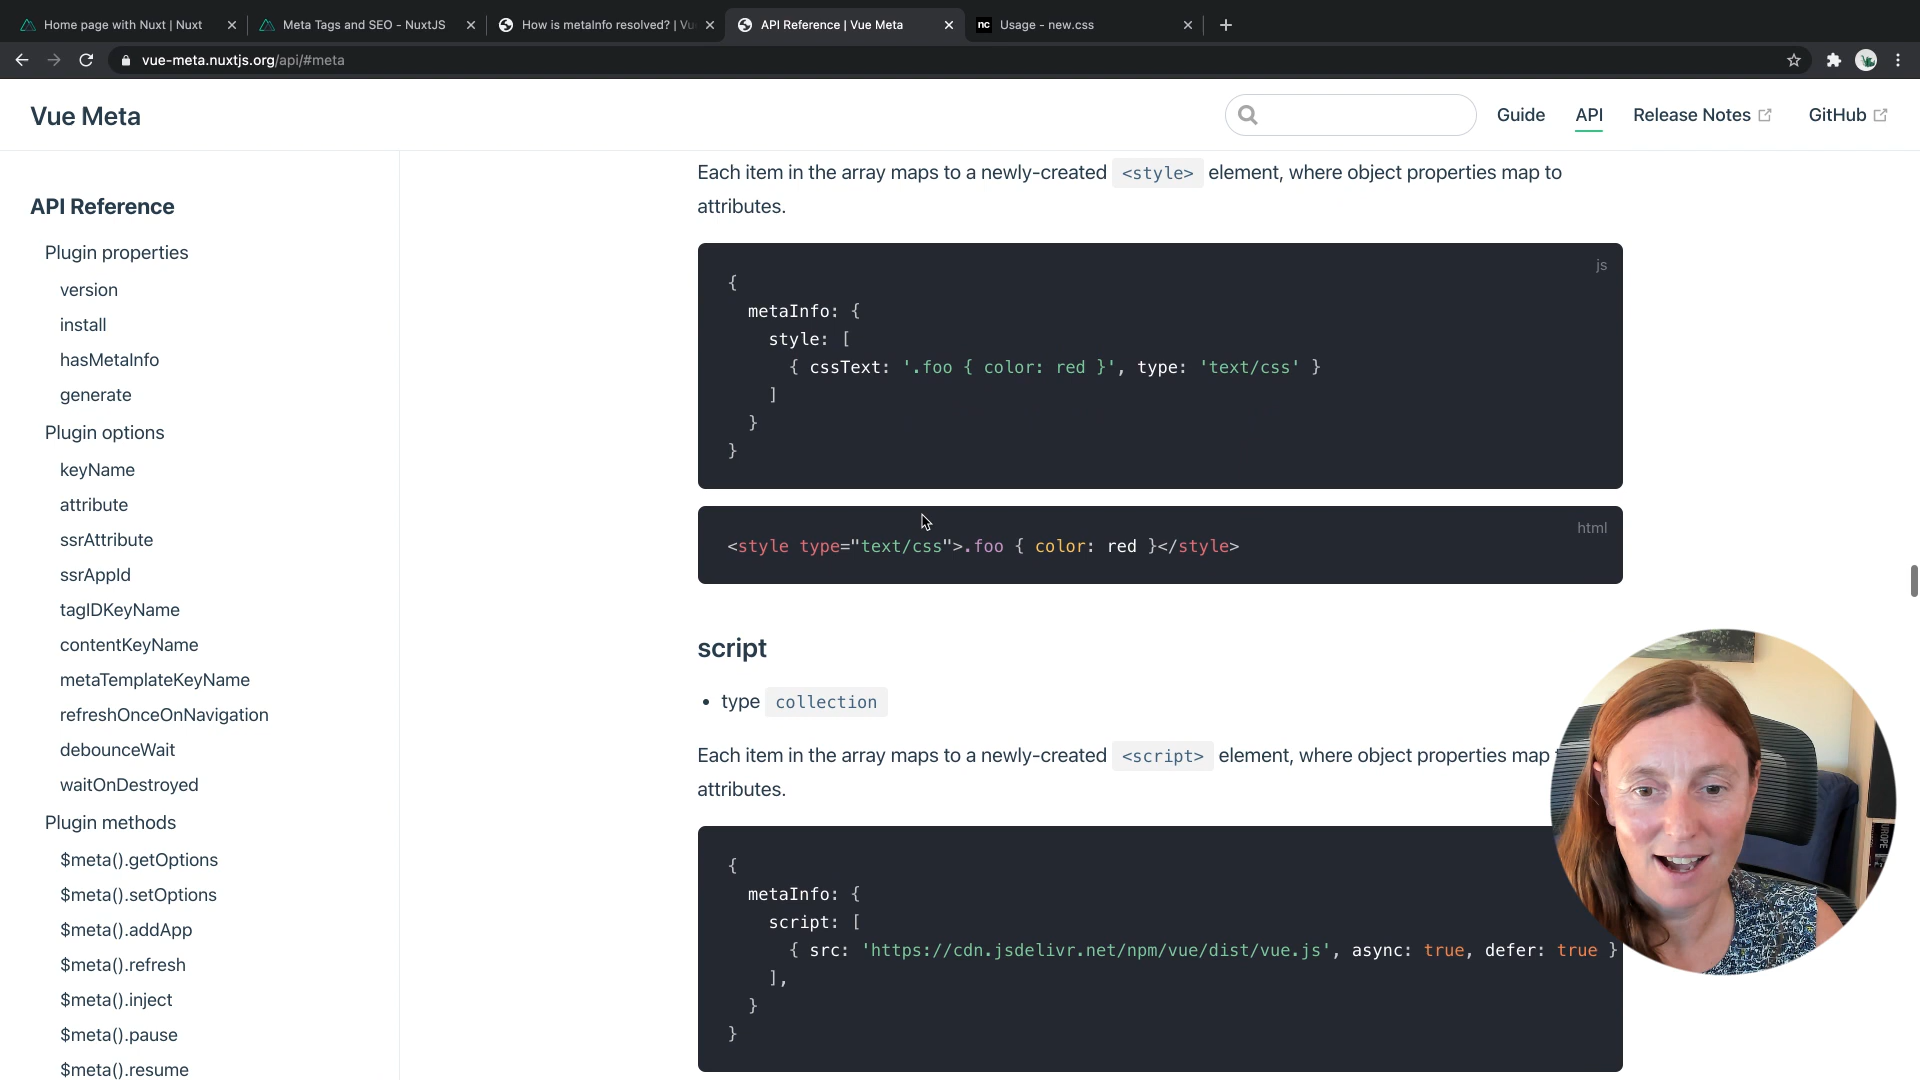 Home page with Nuxt | Nuxt
Meta Tags and SEO - NuxtJS
How is metaInfo resolved? | Vue
API Reference | Vue Meta
nc Usage - new.css
vue-meta.nuxtjs.org/api/#meta
Vue Meta
Guide
API
Release Notes
GitHub
API Reference
Plugin properties
version
install
hasMetaInfo
generate
Plugin options
keyName
attribute
ssrAttribute
ssrAppId
tagIDKeyName
contentKeyName
metaTemplateKeyName
refreshOnceOnNavigation
debounceWait
waitOnDestroyed
Plugin methods
$meta().getOptions
$meta().setOptions
$meta().addApp
$meta().refresh
$meta().inject
$meta().pause
$meta().resume
Each item in the array maps to a newly-created <style> element, where object properties map to
attributes.
js
{
metaInfo: {
style: [
{ cssText: '.foo { color: red }', type: 'text/css' }
]
}
}
html
<style type="text/css">.foo { color: red }</style>
script
• type collection
Each item in the array maps to a newly-created <script> element, where object properties map
attributes.
{
metaInfo: {
script: [
{ src: 'https://cdn.jsdelivr.net/npm/vue/dist/vue.js', async: true, defer: true }
],
}
}